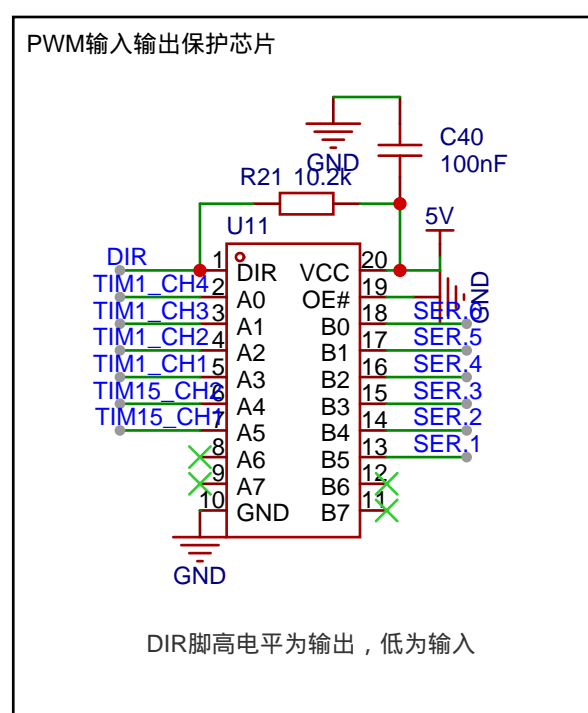 PWM输入输出保护芯片
C40
100nF
GND
R21 10.2k
5V
U11
DIR 1 DIR VCC 20
TIM1_CH4 2 A0 OE# 19 GND
TIM1_CH3 3 A1 B0 18 SER.6
TIM1_CH2 4 A2 B1 17 SER.5
TIM1_CH1 5 A3 B2 16 SER.4
TIM15_CH2 6 A4 B3 15 SER.3
TIM15_CH1 7 A5 B4 14 SER.2
8 A6 B5 13 SER.1
9 A7 B6 12
10 GND B7 11
GND
DIR脚高电平为输出，低为输入